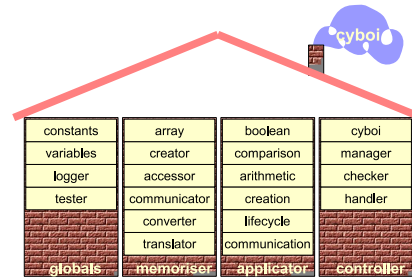 cyboi
constants array boolean cyboi
variables creator comparison manager
logger accessor arithmetic checker
tester communicator creation handler
converter lifecycle
translator communication
globals memoriser applicator controller